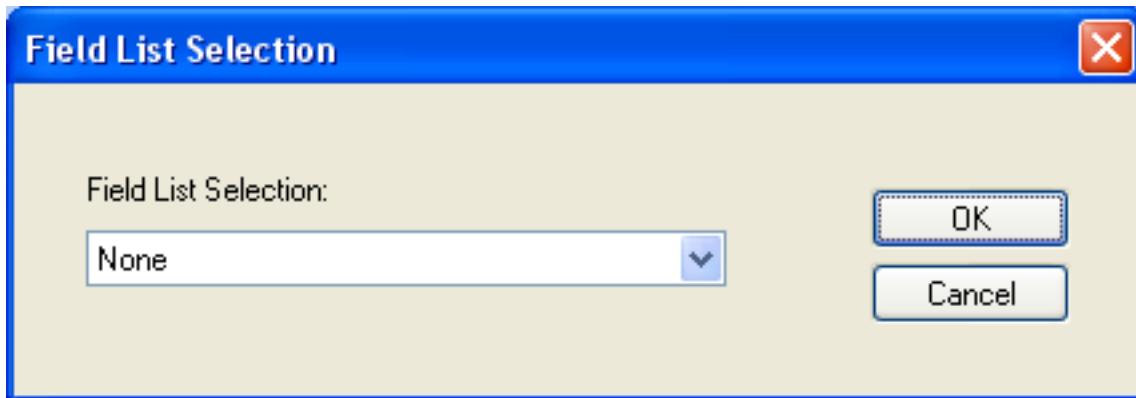 Field List Selection
Field List Selection:
None
OK
Cancel